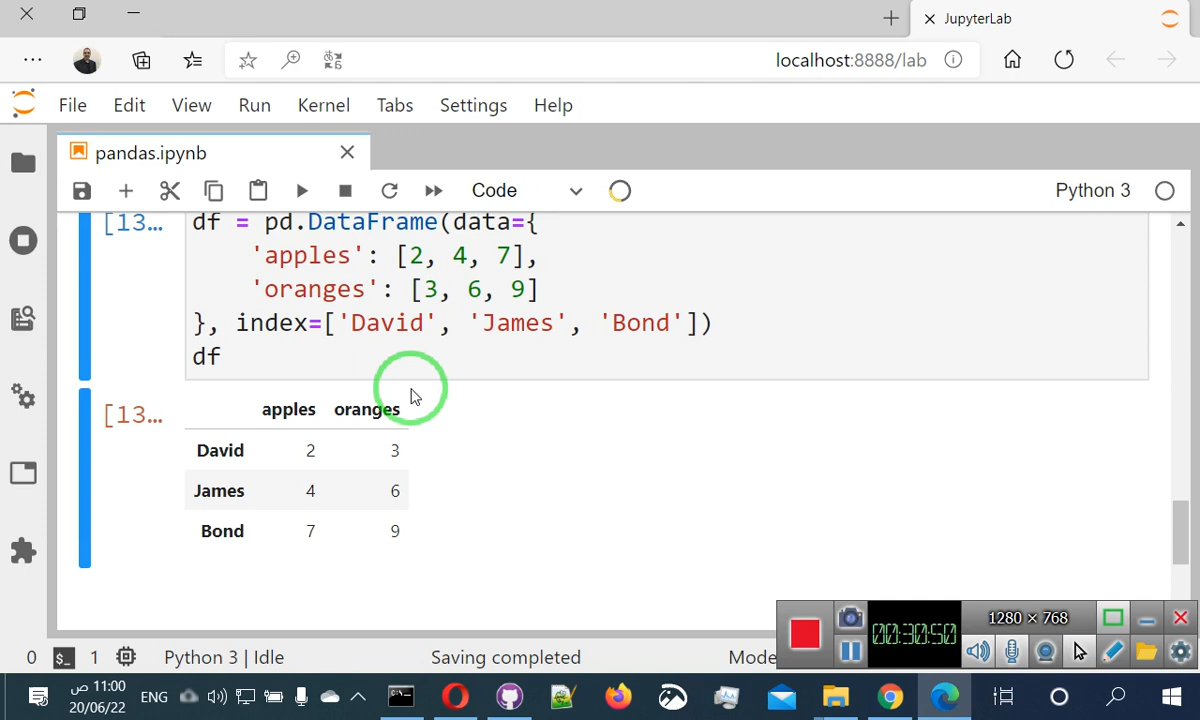 JupyterLab
localhost:8888/lab
File Edit View Run Kernel Tabs Settings Help
pandas.ipynb
Code
Python 3
[13…
df = pd.DataFrame(data={
'apples': [2, 4, 7],
'oranges': [3, 6, 9]
}, index=['David', 'James', 'Bond'])
df
[13…
apples oranges
David 2 3
James 4 6
Bond 7 9
1280 × 768
00:30:50
0 $_ 1 Python 3 | Idle Saving completed Mode
11:00 ص
20/06/22
ENG